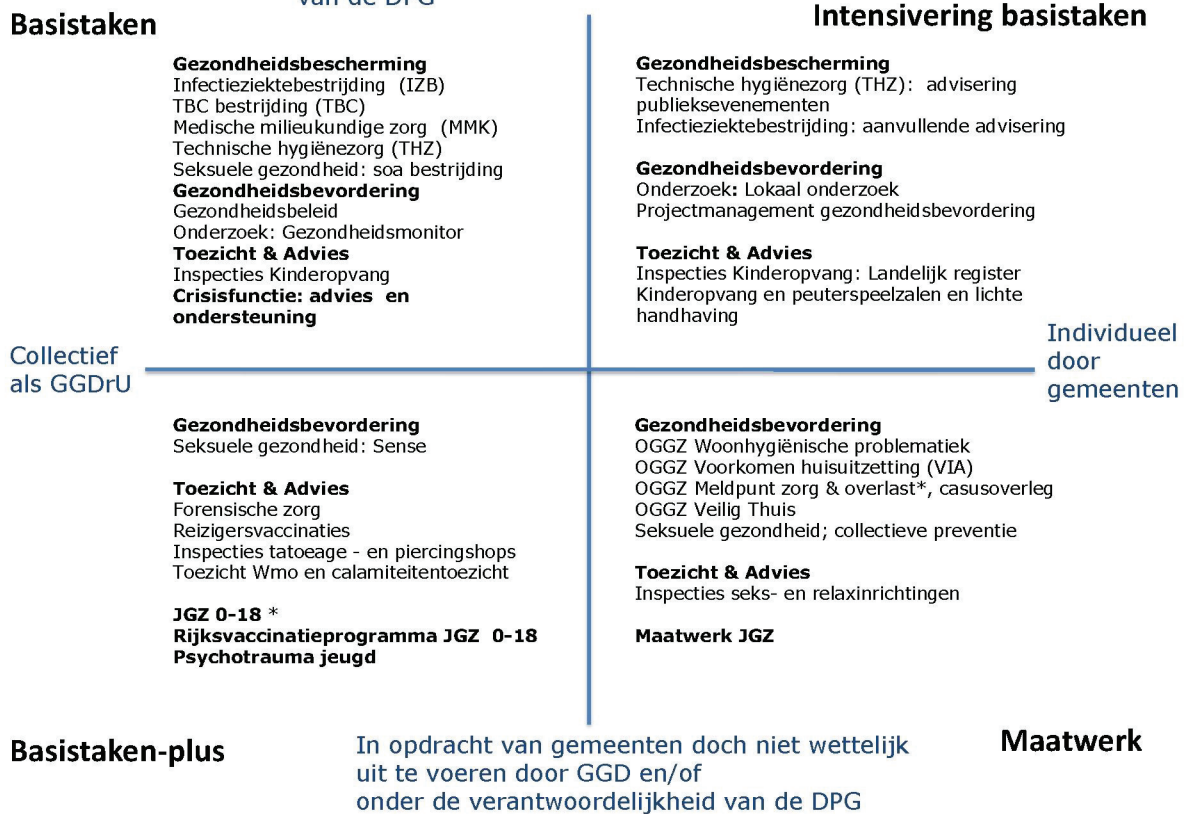 van de DPG
Basistaken
Intensivering basistaken
Gezondheidsbescherming
Infectieziektebestrijding (IZB)
TBC bestrijding (TBC)
Medische milieukundige zorg (MMK)
Technische hygiënezorg (THZ)
Seksuele gezondheid: soa bestrijding
Gezondheidsbevordering
Gezondheidsbeleid
Onderzoek: Gezondheidsmonitor
Toezicht & Advies
Inspecties Kinderopvang
Crisisfunctie: advies en
ondersteuning
Gezondheidsbescherming
Technische hygiënezorg (THZ): advisering
publieksevenementen
Infectieziektebestrijding: aanvullende advisering
Gezondheidsbevordering
Onderzoek: Lokaal onderzoek
Projectmanagement gezondheidsbevordering
Toezicht & Advies
Inspecties Kinderopvang: Landelijk register
Kinderopvang en peuterspeelzalen en lichte
handhaving
Collectief
als GGDrU
Individueel
door
gemeenten
Gezondheidsbevordering
Seksuele gezondheid: Sense
Toezicht & Advies
Forensische zorg
Reizigersvaccinaties
Inspecties tatoeage - en piercingshops
Toezicht Wmo en calamiteitentoezicht
JGZ 0-18 *
Rijksvaccinatieprogramma JGZ 0-18
Psychotrauma jeugd
Gezondheidsbevordering
OGGZ Woonhygiënische problematiek
OGGZ Voorkomen huisuitzetting (VIA)
OGGZ Meldpunt zorg & overlast*, casusoverleg
OGGZ Veilig Thuis
Seksuele gezondheid; collectieve preventie
Toezicht & Advies
Inspecties seks- en relaxinrichtingen
Maatwerk JGZ
Basistaken-plus
In opdracht van gemeenten doch niet wettelijk
uit te voeren door GGD en/of
onder de verantwoordelijkheid van de DPG
Maatwerk